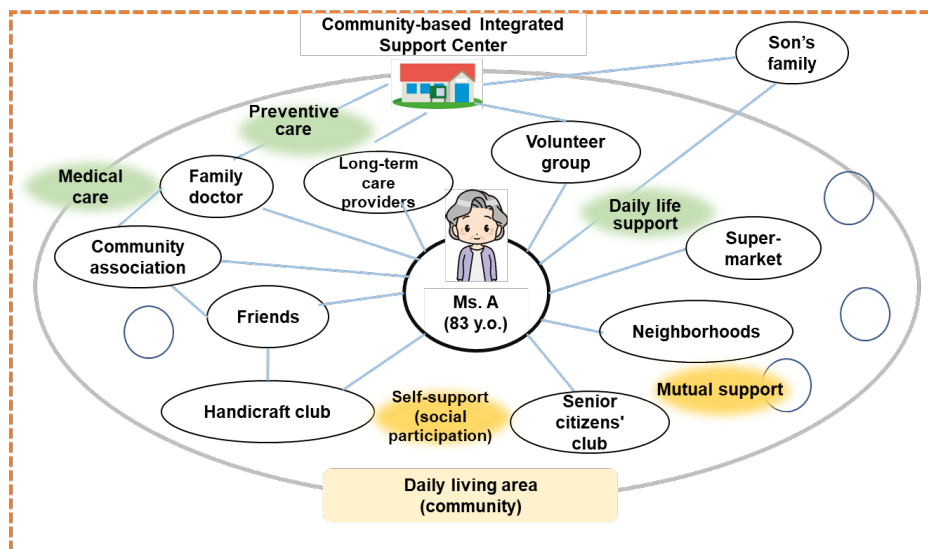 Community-based Integrated
Support Center
Son's
family
Preventive
care
Volunteer
group
Medical
care
Family
doctor
Long-term
care
providers
Daily life
support
Community
association
Super-
market
Ms. A
(83 y.o.)
Friends
Neighborhoods
Handicraft club
Self-support
(social
participation)
Senior
citizens'
club
Mutual support
Daily living area
(community)